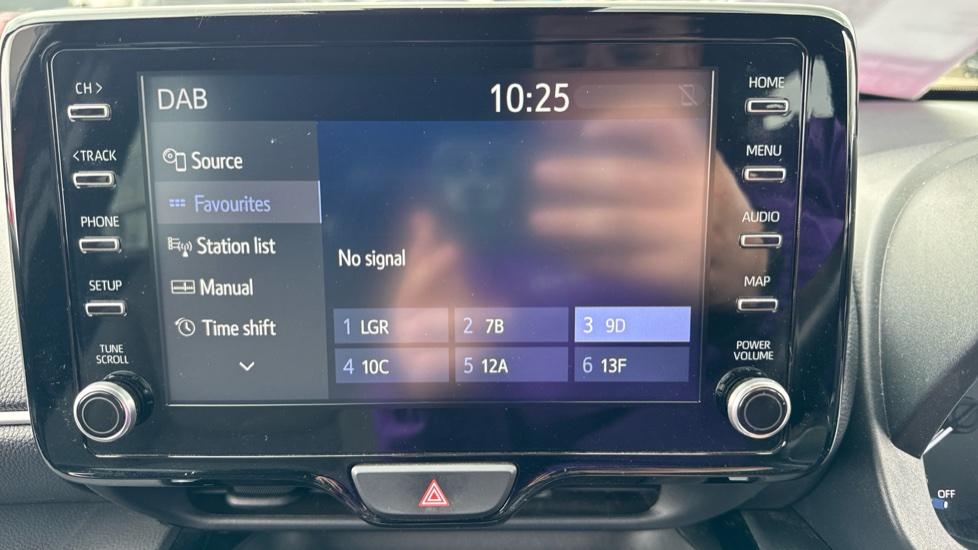 CH >
<TRACK
PHONE
SETUP
TUNE
SCROLL
DAB 10:25
Source
Favourites
Station list
Manual
Time shift
No signal
1 LGR 2 7B 3 9D
4 10C 5 12A 6 13F
HOME
MENU
AUDIO
MAP
POWER
VOLUME
OFF